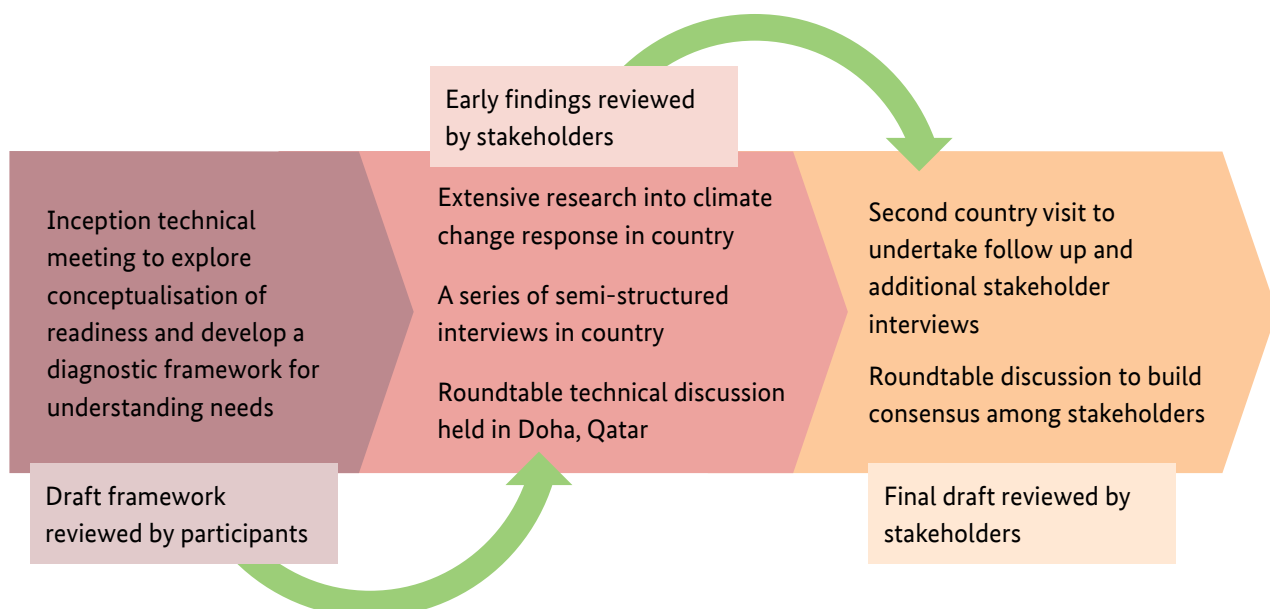 Inception technical
meeting to explore
conceptualisation of
readiness and develop a
diagnostic framework for
understanding needs
Draft framework
reviewed by participants
Early findings reviewed
by stakeholders
Extensive research into climate
change response in country
A series of semi-structured
interviews in country
Roundtable technical discussion
held in Doha, Qatar
Second country visit to
undertake follow up and
additional stakeholder
interviews
Roundtable discussion to build
consensus among stakeholders
Final draft reviewed by
stakeholders